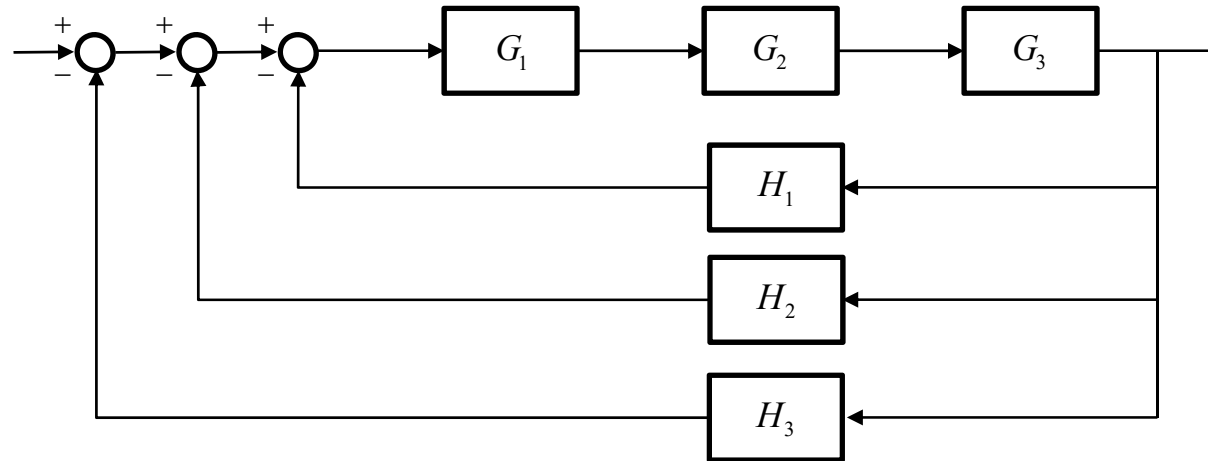 + + +
G₁ G₂ G₃
− − −
H₁
H₂
H₃